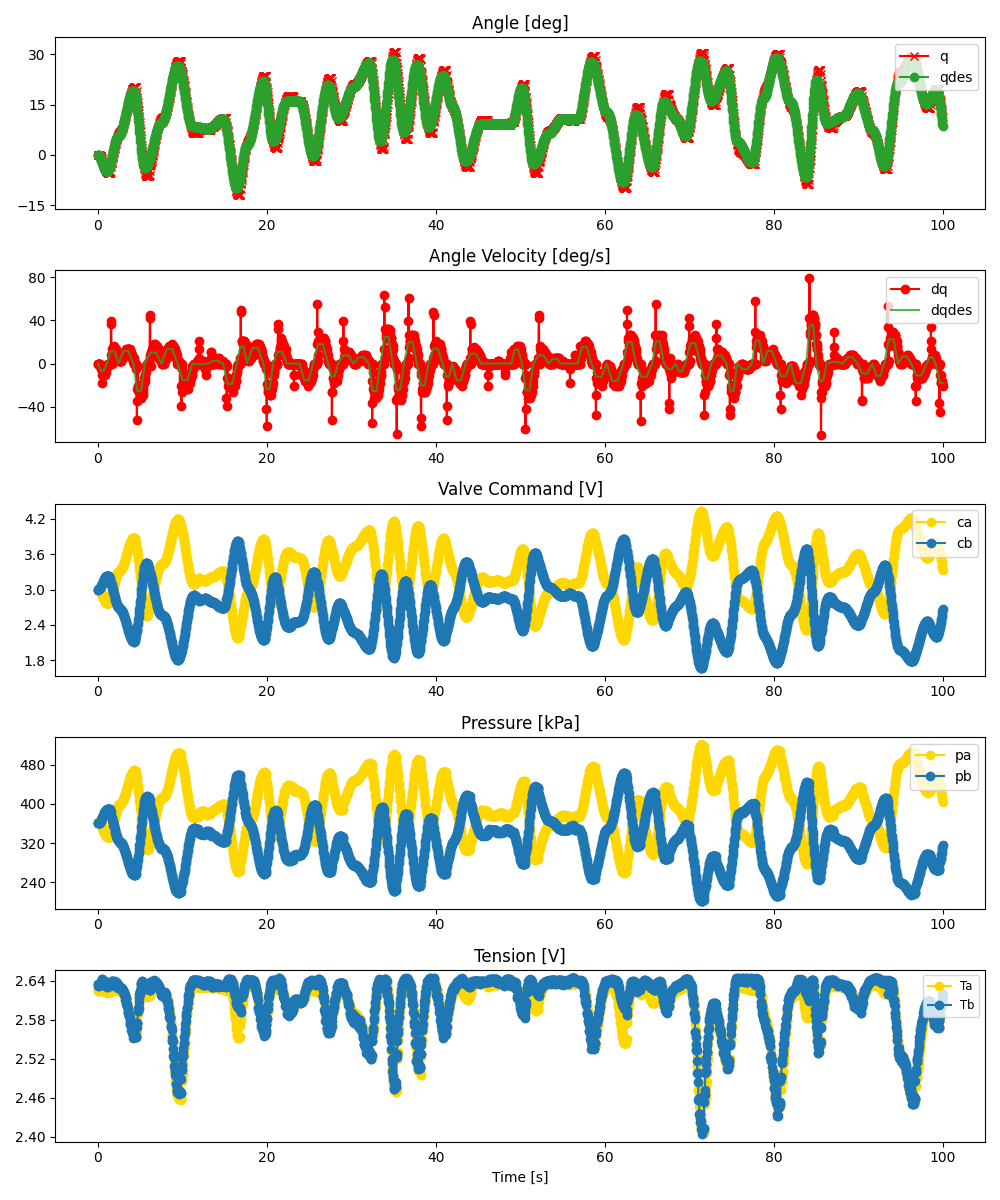 Angle [deg]
30
15
0
−15
q
qdes
0 20 40 60 80 100
Angle Velocity [deg/s]
80
40
0
−40
dq
dqdes
0 20 40 60 80 100
Valve Command [V]
4.2
3.6
3.0
2.4
1.8
ca
cb
0 20 40 60 80 100
Pressure [kPa]
480
400
320
240
pa
pb
0 20 40 60 80 100
Tension [V]
2.64
2.58
2.52
2.46
2.40
Ta
Tb
0 20 40 60 80 100
Time [s]